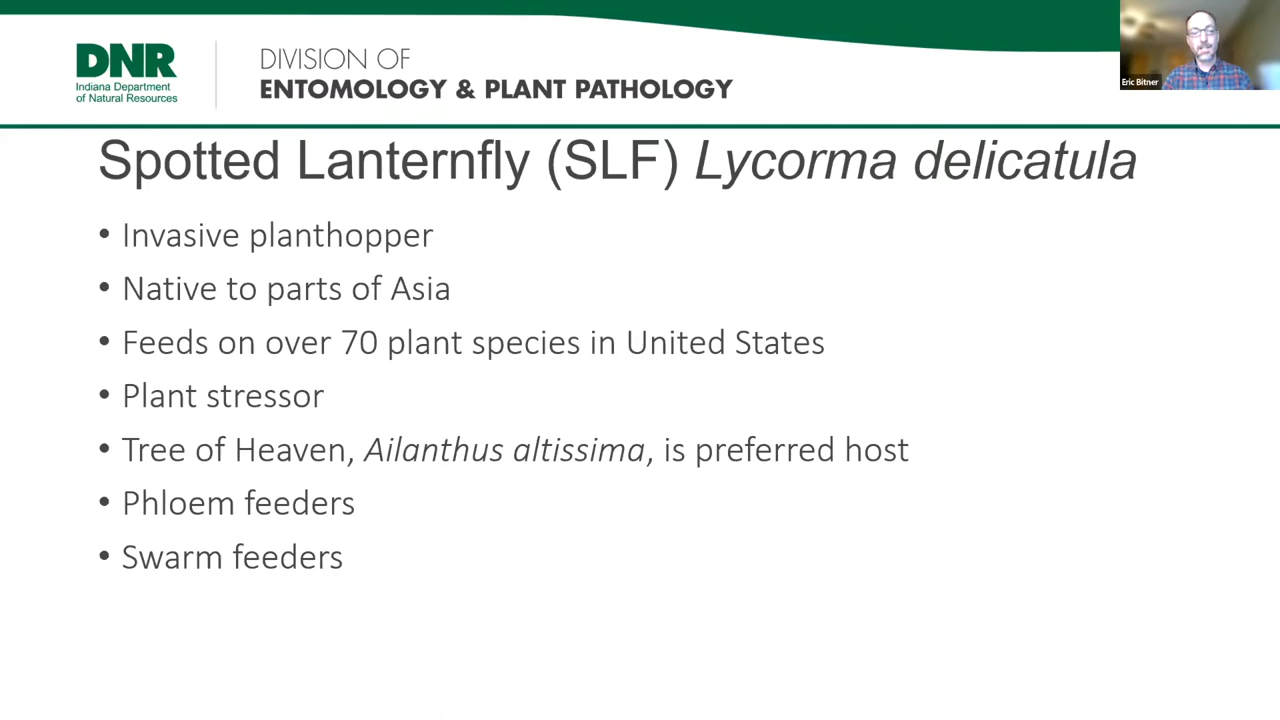 DNR
Indiana Department
of Natural Resources
DIVISION OF
ENTOMOLOGY & PLANT PATHOLOGY
Eric Bitner
Spotted Lanternfly (SLF) Lycorma delicatula
• Invasive planthopper
• Native to parts of Asia
• Feeds on over 70 plant species in United States
• Plant stressor
• Tree of Heaven, Ailanthus altissima, is preferred host
• Phloem feeders
• Swarm feeders